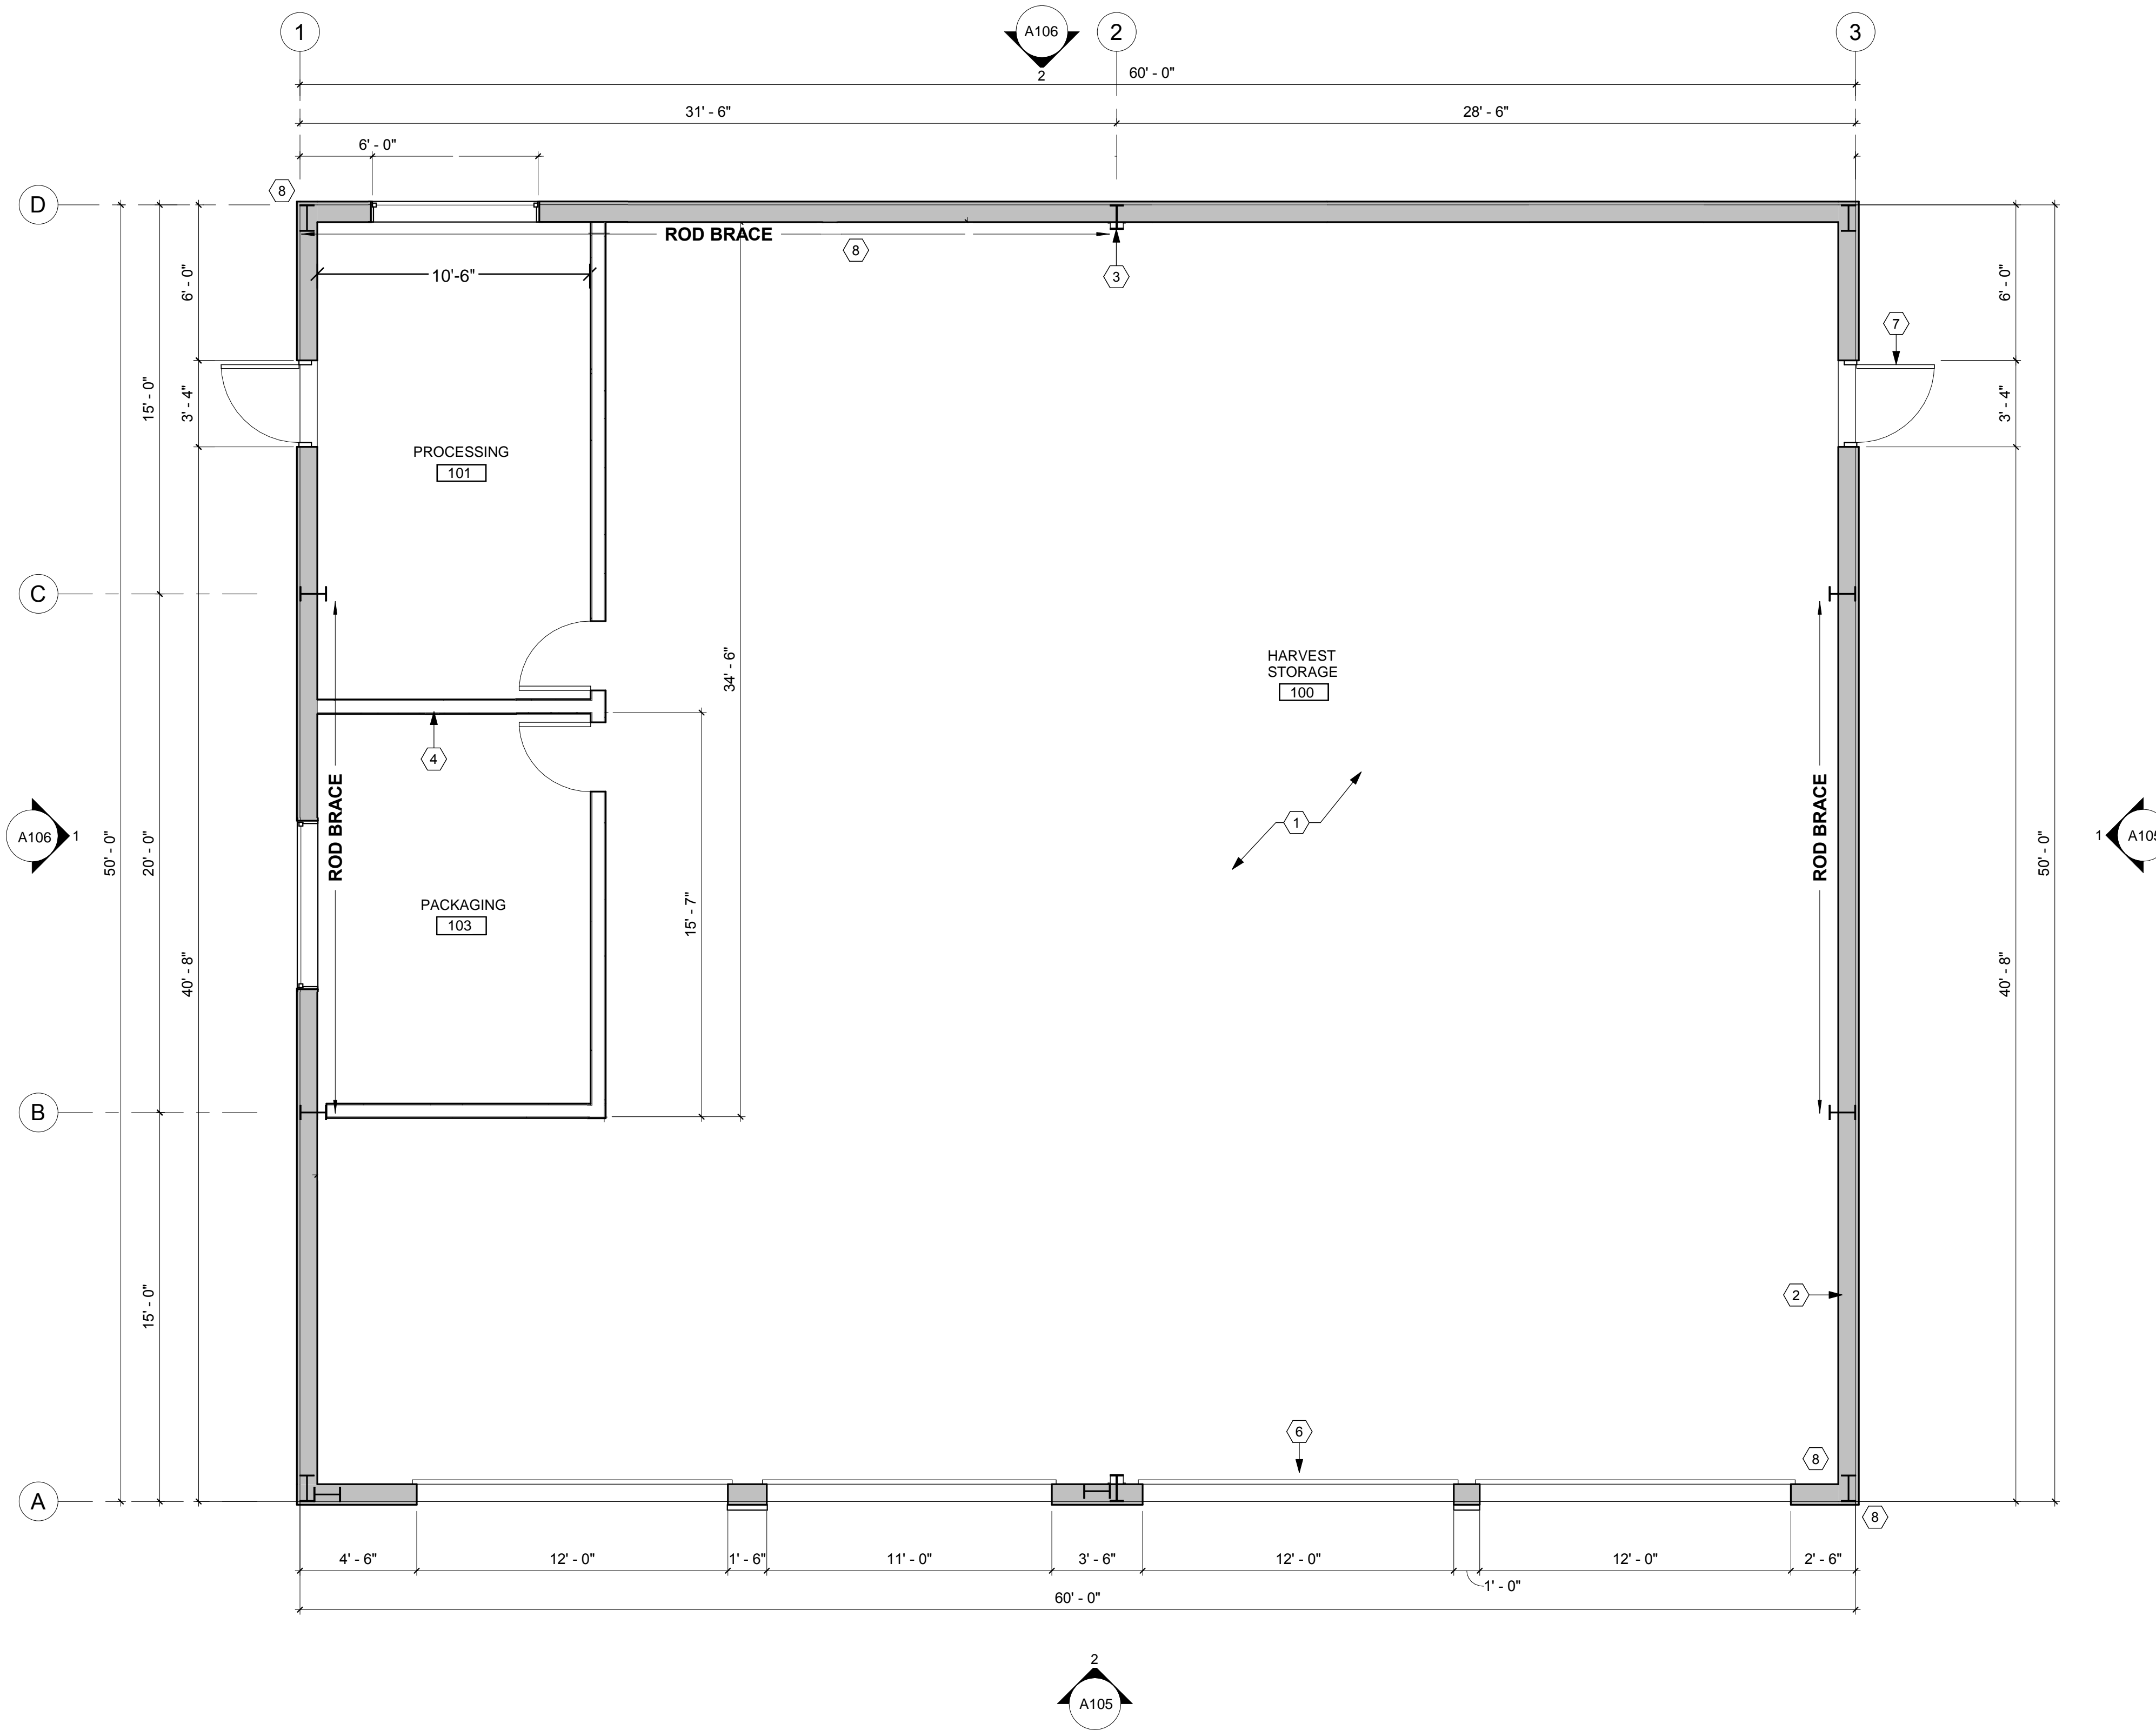 1
A106
2
2
3
60' - 0"
31' - 6"
28' - 6"
6' - 0"
8
D
ROD BRACE
8
3
10'-6"
6' - 0"
6' - 0"
7
15' - 0"
3' - 4"
3' - 4"
PROCESSING
101
C
34' - 6"
HARVEST
STORAGE
100
4
ROD BRACE
ROD BRACE
1
A106
1
50' - 0"
20' - 0"
50' - 0"
1
A105
15' - 7"
PACKAGING
103
40' - 8"
40' - 8"
B
15' - 0"
2
6
8
A
8
4' - 6"
12' - 0"
1' - 6"
11' - 0"
3' - 6"
12' - 0"
12' - 0"
2' - 6"
1' - 0"
60' - 0"
2
A105